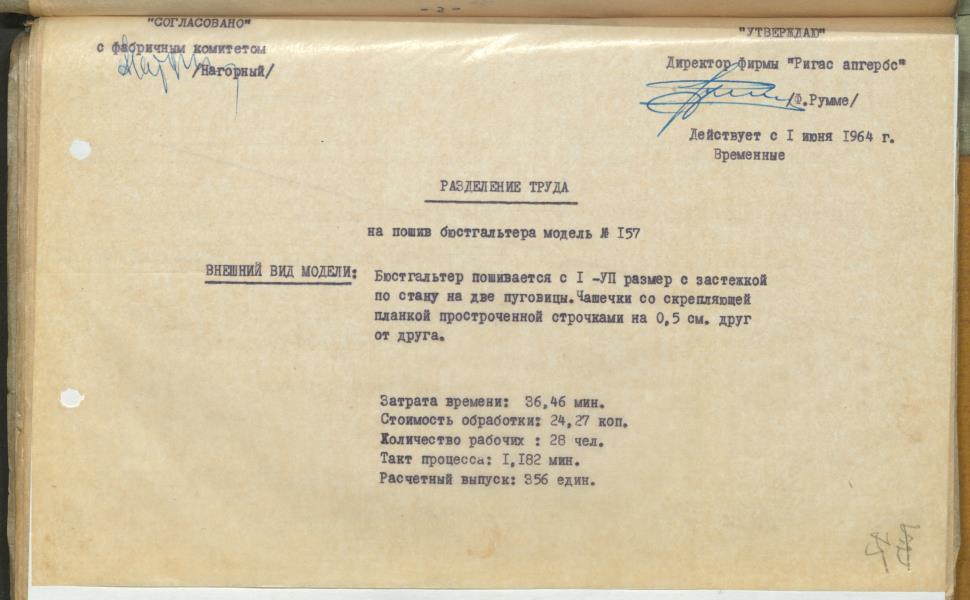 - 5 -
"СОГЛАСОВАНО"
с фабричным комитетом
/Нагорный/
"УТВЕРЖДАЮ"
Директор фирмы "Ригас апгербс"
/Ф.Румме/
Действует с I июня 1964 г.
Временные
РАЗДЕЛЕНИЕ ТРУДА
на пошив бюстгальтера модель № I57
ВНЕШНИЙ ВИД МОДЕЛИ: Бюстгальтер пошивается с I -УП размер с застежкой
по стану на две пуговицы.Чашечки со скрепляющей
планкой простроченной строчками на 0,5 см. друг
от друга.
Затрата времени: 36,46 мин.
Стоимость обработки: 24,27 коп.
Количество рабочих : 28 чел.
Такт процесса: I,I82 мин.
Расчетный выпуск: 356 един.